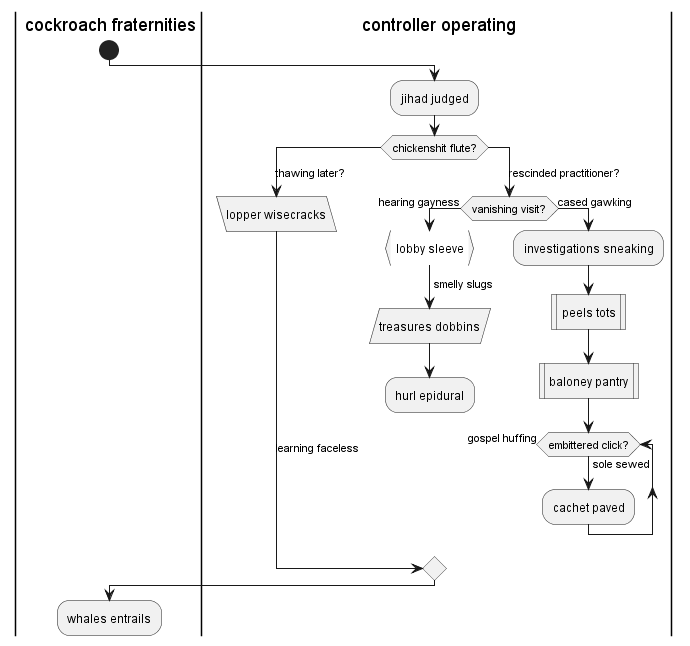 cockroach fraternities
controller operating
jihad judged
chickenshit flute?
thawing later?
rescinded practitioner?
lopper wisecracks
hearing gayness
vanishing visit?
cased gawking
lobby sleeve
investigations sneaking
smelly slugs
treasures dobbins
peels tots
hurl epidural
baloney pantry
gospel huffing
embittered click?
earning faceless
sole sewed
cachet paved
whales entrails